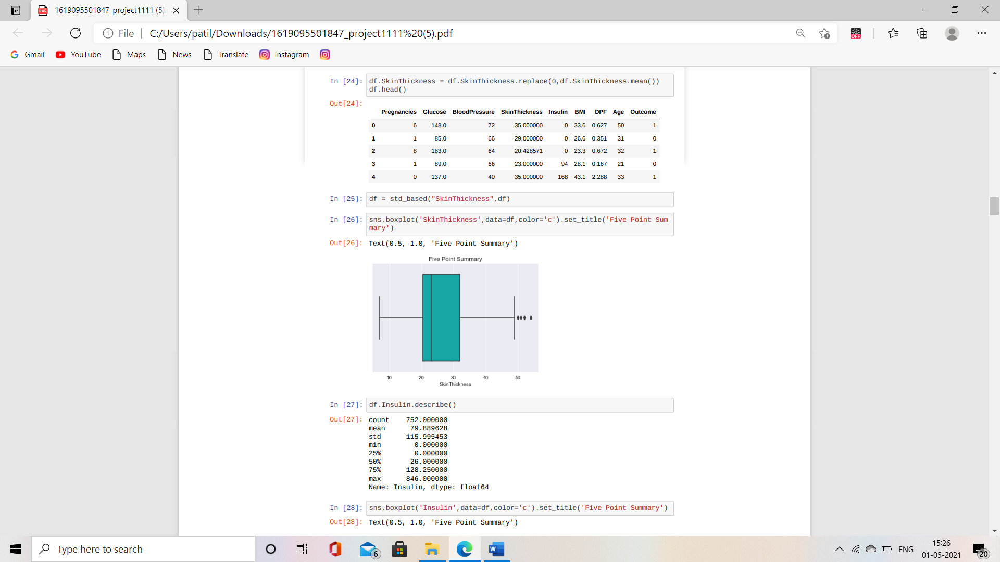 1619095501847_project1111 (5).
File | C:/Users/patil/Downloads/1619095501847_project1111%20(5).pdf
OFF
Gmail YouTube Maps News Translate Instagram
In [24]: df.SkinThickness = df.SkinThickness.replace(0,df.SkinThickness.mean())
df.head()
Out[24]:
Pregnancies Glucose BloodPressure SkinThickness Insulin BMI DPF Age Outcome
0 6 148.0 72 35.000000 0 33.6 0.627 50 1
1 1 85.0 66 29.000000 0 26.6 0.351 31 0
2 8 183.0 64 20.428571 0 23.3 0.672 32 1
3 1 89.0 66 23.000000 94 28.1 0.167 21 0
4 0 137.0 40 35.000000 168 43.1 2.288 33 1
In [25]: df = std_based("SkinThickness",df)
In [26]: sns.boxplot('SkinThickness',data=df,color='c').set_title('Five Point Sum
mary')
Out[26]: Text(0.5, 1.0, 'Five Point Summary')
Five Point Summary
10 20 30 40 50
SkinThickness
In [27]: df.Insulin.describe()
Out[27]: count 752.000000
mean 79.889628
std 115.995453
min 0.000000
25% 0.000000
50% 26.000000
75% 128.250000
max 846.000000
Name: Insulin, dtype: float64
In [28]: sns.boxplot('Insulin',data=df,color='c').set_title('Five Point Summary')
Out[28]: Text(0.5, 1.0, 'Five Point Summary')
Type here to search
6
W
ENG
15:26
01-05-2021
20